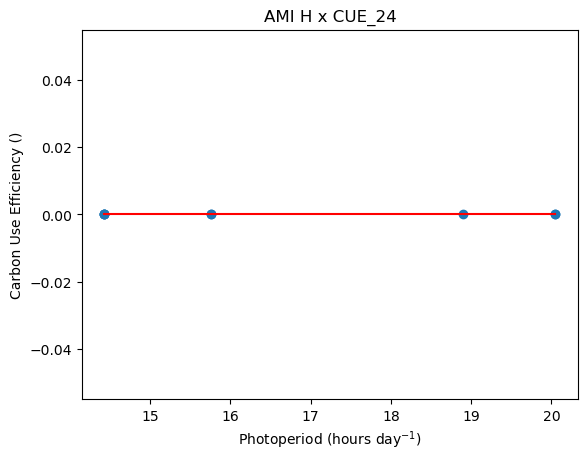 AMI H x CUE_24
Carbon Use Efficiency ()
0.04
0.02
0.00
−0.02
−0.04
15 16 17 18 19 20
Photoperiod (hours day⁻¹)